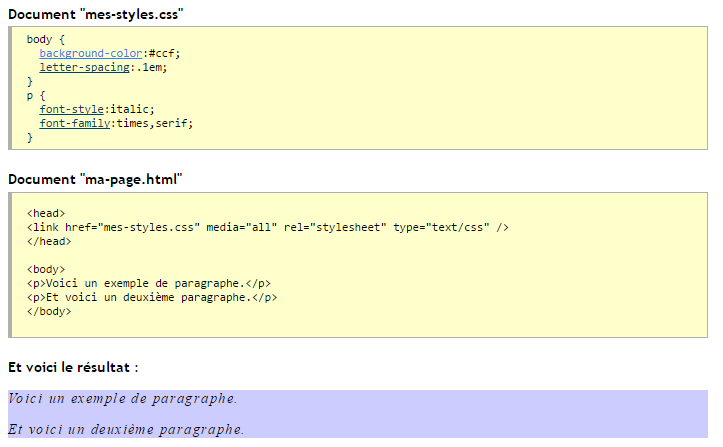 Document "mes-styles.css"
body {
background-color:#ccf;
letter-spacing:.1em;
}
p {
font-style:italic;
font-family:times,serif;
}
Document "ma-page.html"
<head>
<link href="mes-styles.css" media="all" rel="stylesheet" type="text/css" />
</head>
<body>
<p>Voici un exemple de paragraphe.</p>
<p>Et voici un deuxième paragraphe.</p>
</body>
Et voici le résultat :
Voici un exemple de paragraphe.
Et voici un deuxième paragraphe.